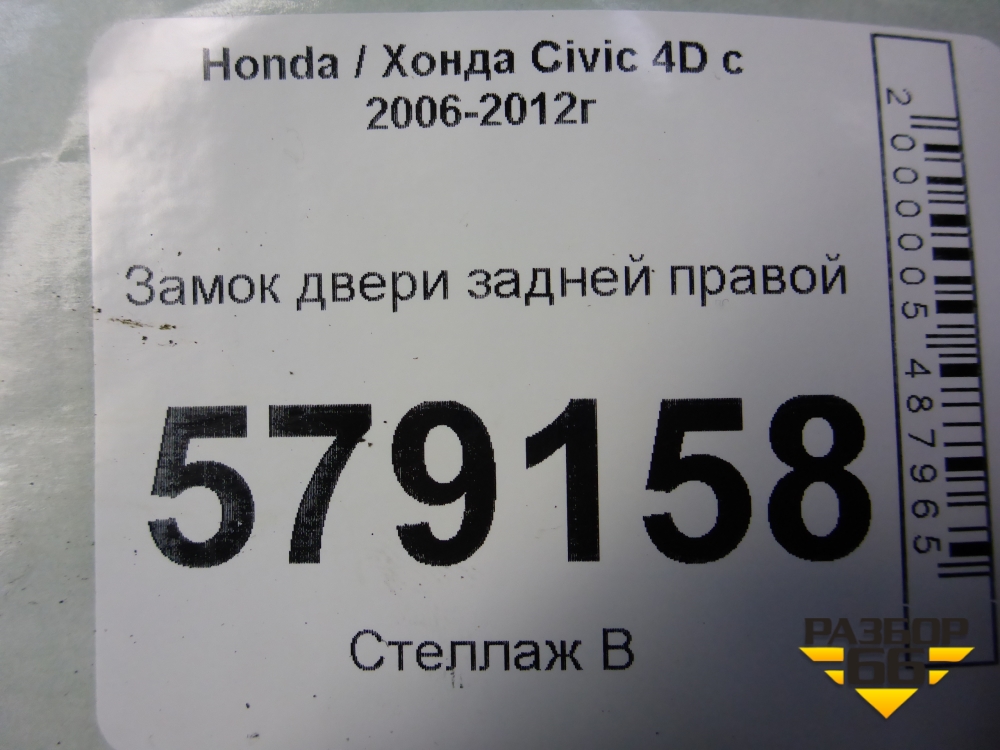 Honda / Хонда Civic 4D с
2006-2012г
Замок двери задней правой
579158
Стеллаж В
2000005487965
РАЗБОР
66